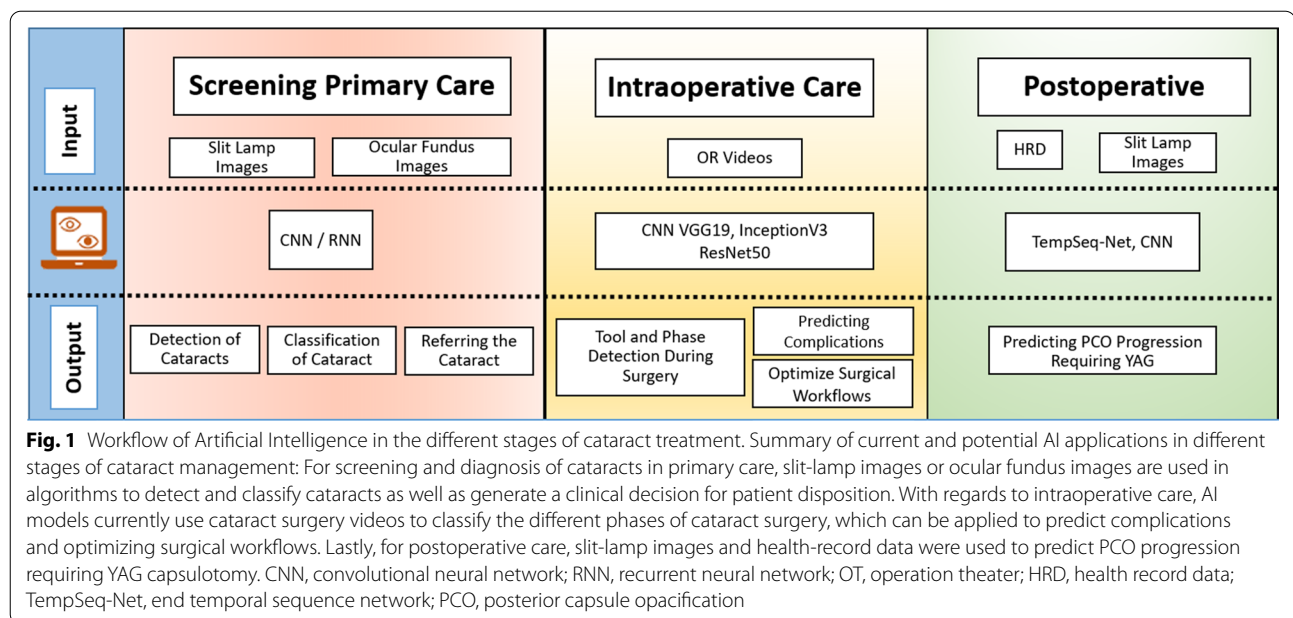 Input
Screening Primary Care
Slit Lamp
Images
Ocular Fundus
Images
Intraoperative Care
OR Videos
Postoperative
HRD
Slit Lamp
Images
CNN / RNN
CNN VGG19, InceptionV3
ResNet50
TempSeq-Net, CNN
Output
Detection of
Cataracts
Classification
of Cataract
Referring the
Cataract
Tool and Phase
Detection During
Surgery
Predicting
Complications
Optimize Surgical
Workflows
Predicting PCO Progression
Requiring YAG
Fig. 1 Workflow of Artificial Intelligence in the different stages of cataract treatment. Summary of current and potential AI applications in different
stages of cataract management: For screening and diagnosis of cataracts in primary care, slit-lamp images or ocular fundus images are used in
algorithms to detect and classify cataracts as well as generate a clinical decision for patient disposition. With regards to intraoperative care, AI
models currently use cataract surgery videos to classify the different phases of cataract surgery, which can be applied to predict complications
and optimizing surgical workflows. Lastly, for postoperative care, slit-lamp images and health-record data were used to predict PCO progression
requiring YAG capsulotomy. CNN, convolutional neural network; RNN, recurrent neural network; OT, operation theater; HRD, health record data;
TempSeq-Net, end temporal sequence network; PCO, posterior capsule opacification